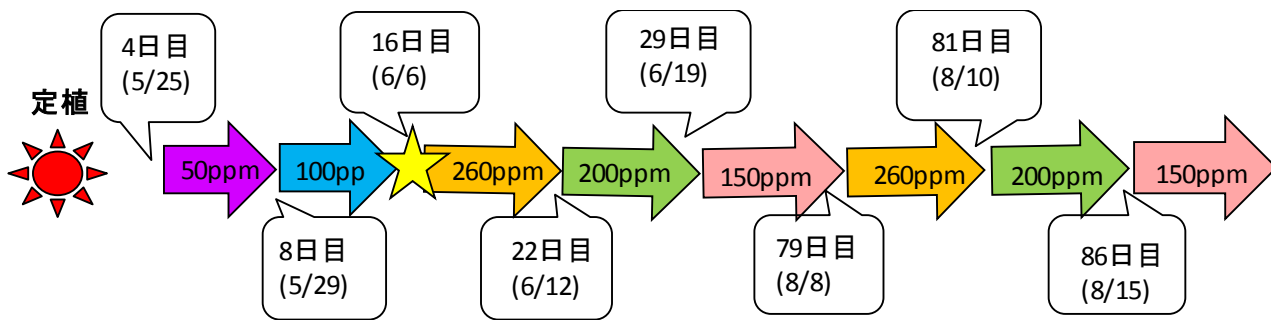 4日目
(5/25)
16日目
(6/6)
29日目
(6/19)
81日目
(8/10)
定植
50ppm
100pp
260ppm
200ppm
150ppm
260ppm
200ppm
150ppm
8日目
(5/29)
22日目
(6/12)
79日目
(8/8)
86日目
(8/15)